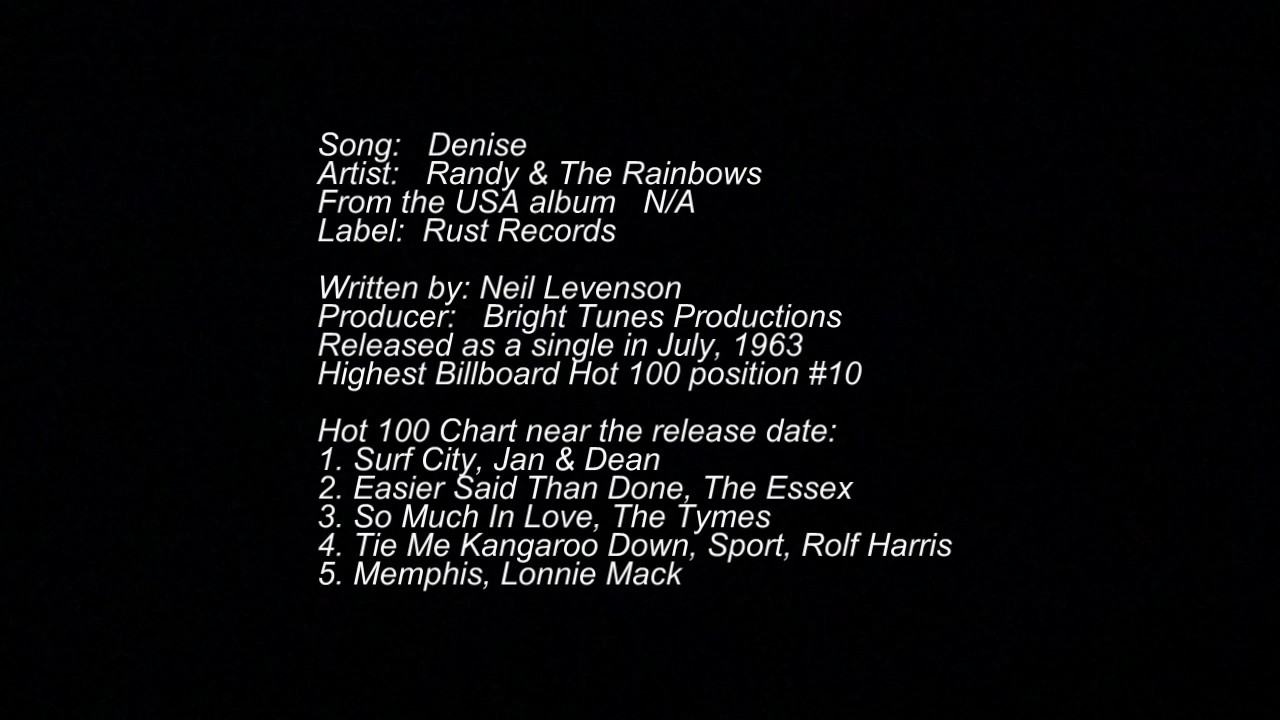 Song: Denise
Artist: Randy & The Rainbows
From the USA album N/A
Label: Rust Records
Written by: Neil Levenson
Producer: Bright Tunes Productions
Released as a single in July, 1963
Highest Billboard Hot 100 position #10
Hot 100 Chart near the release date:
1. Surf City, Jan & Dean
2. Easier Said Than Done, The Essex
3. So Much In Love, The Tymes
4. Tie Me Kangaroo Down, Sport, Rolf Harris
5. Memphis, Lonnie Mack